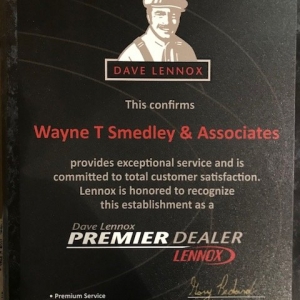 DAVE LENNOX
This confirms
Wayne T Smedley & Associates
provides exceptional service and is
committed to total customer satisfaction.
Lennox is honored to recognize
this establishment as a
Dave Lennox
PREMIER DEALER
LENNOX
• Premium Service